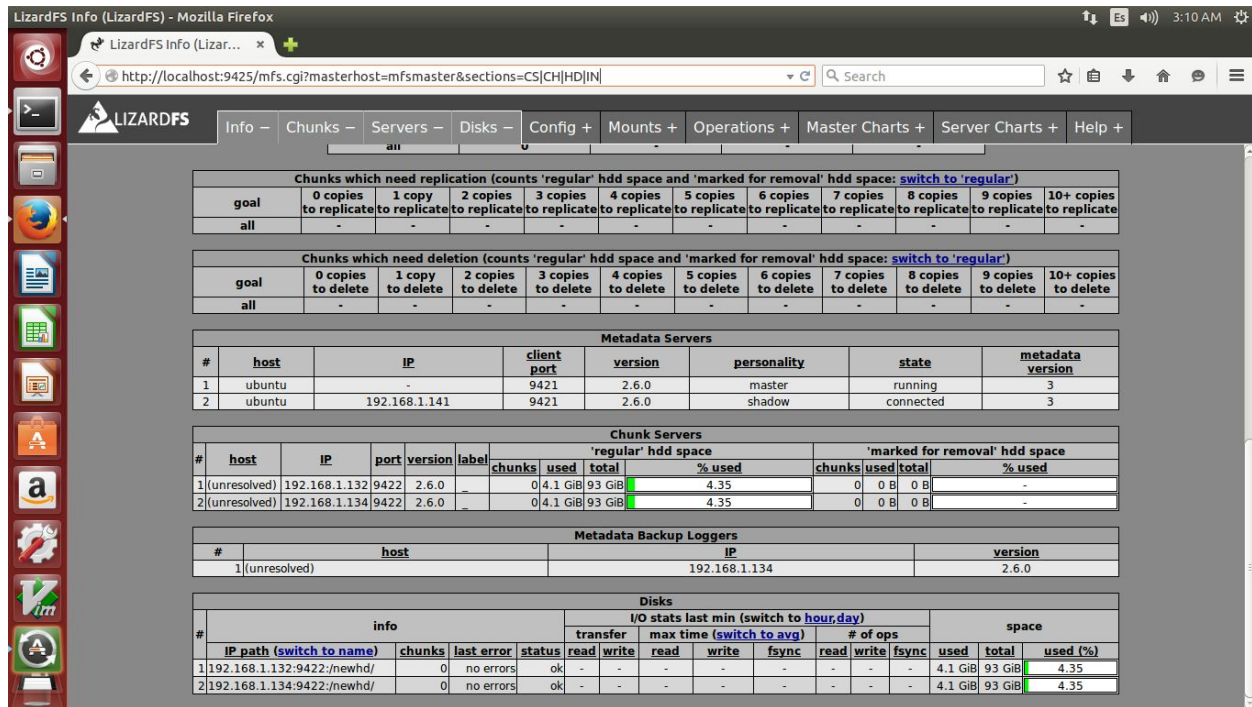 LizardFS Info (LizardFS) - Mozilla Firefox Es 3:10 AM
LizardFS Info (Lizar... ×
http://localhost:9425/mfs.cgi?masterhost=mfsmaster&sections=CS|CH|HD|IN Search
LIZARDFS Info − Chunks − Servers − Disks − Config + Mounts + Operations + Master Charts + Server Charts + Help +
all 0 - - -
Chunks which need replication (counts 'regular' hdd space and 'marked for removal' hdd space: switch to 'regular')
goal 0 copies to replicate 1 copy to replicate 2 copies to replicate 3 copies to replicate 4 copies to replicate 5 copies to replicate 6 copies to replicate 7 copies to replicate 8 copies to replicate 9 copies to replicate 10+ copies to replicate
all - - - - - - - - - - -
Chunks which need deletion (counts 'regular' hdd space and 'marked for removal' hdd space: switch to 'regular')
goal 0 copies to delete 1 copy to delete 2 copies to delete 3 copies to delete 4 copies to delete 5 copies to delete 6 copies to delete 7 copies to delete 8 copies to delete 9 copies to delete 10+ copies to delete
all - - - - - - - - - - -
Metadata Servers
# host IP client port version personality state metadata version
1 ubuntu - 9421 2.6.0 master running 3
2 ubuntu 192.168.1.141 9421 2.6.0 shadow connected 3
Chunk Servers
# host IP port version label 'regular' hdd space 'marked for removal' hdd space
chunks used total % used chunks used total % used
1 (unresolved) 192.168.1.132 9422 2.6.0 _ 0 4.1 GiB 93 GiB 4.35 0 0 B 0 B -
2 (unresolved) 192.168.1.134 9422 2.6.0 _ 0 4.1 GiB 93 GiB 4.35 0 0 B 0 B -
Metadata Backup Loggers
# host IP version
1 (unresolved) 192.168.1.134 2.6.0
Disks
# info I/O stats last min (switch to hour,day) space
transfer max time (switch to avg) # of ops
IP path (switch to name) chunks last error status read write read write fsync read write fsync used total used (%)
1 192.168.1.132:9422:/newhd/ 0 no errors ok - - - - - - - - 4.1 GiB 93 GiB 4.35
2 192.168.1.134:9422:/newhd/ 0 no errors ok - - - - - - - - 4.1 GiB 93 GiB 4.35
a
Vim